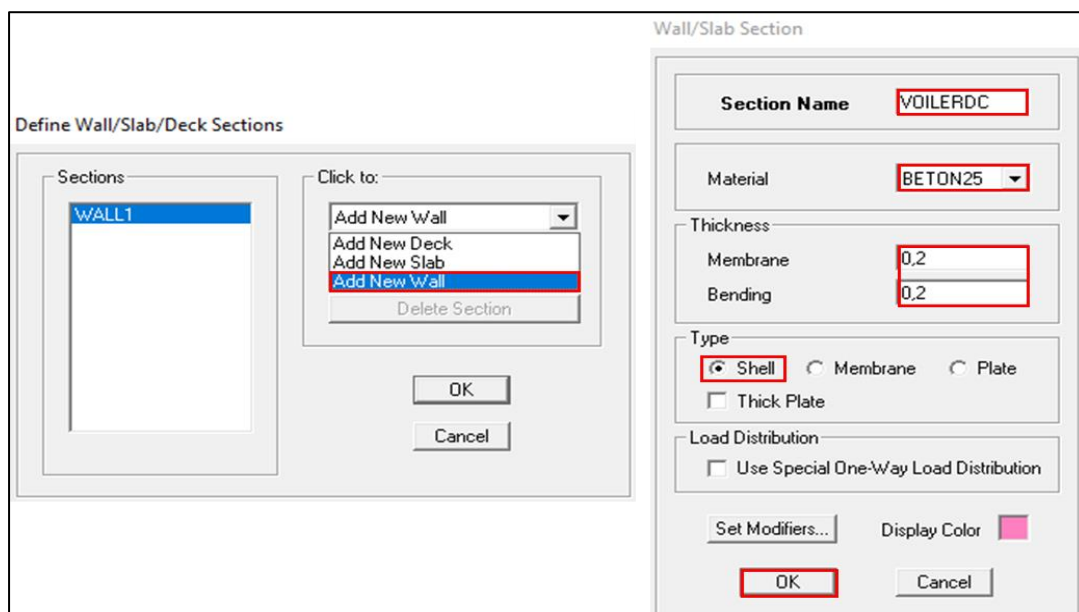 Define Wall/Slab/Deck Sections
Sections
WALL1
Click to:
Add New Wall
Add New Deck
Add New Slab
Add New Wall
Delete Section
OK
Cancel
Wall/Slab Section
Section Name VOILERDC
Material BETON25
Thickness
Membrane 0,2
Bending 0,2
Type
Shell Membrane Plate
Thick Plate
Load Distribution
Use Special One-Way Load Distribution
Set Modifiers... Display Color
OK Cancel